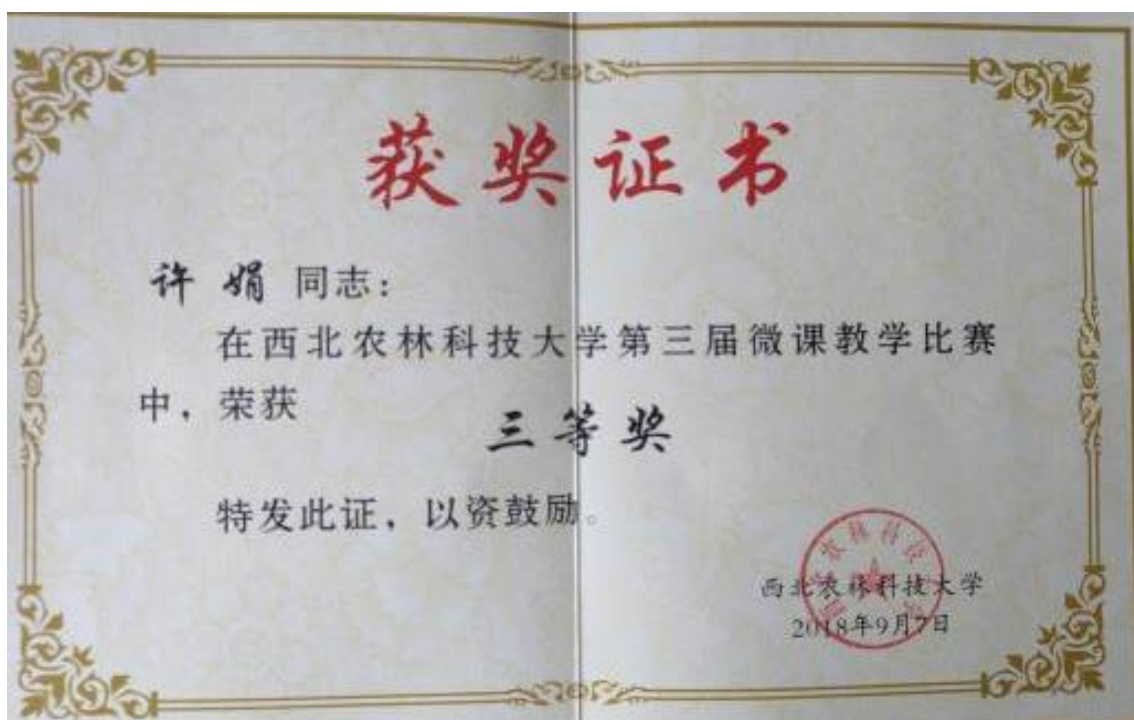 获奖证书
许娟 同志：
在西北农林科技大学第三届微课教学比赛
中，荣获
三等奖
特发此证，以资鼓励。
西北农林科技大学
2018年9月7日